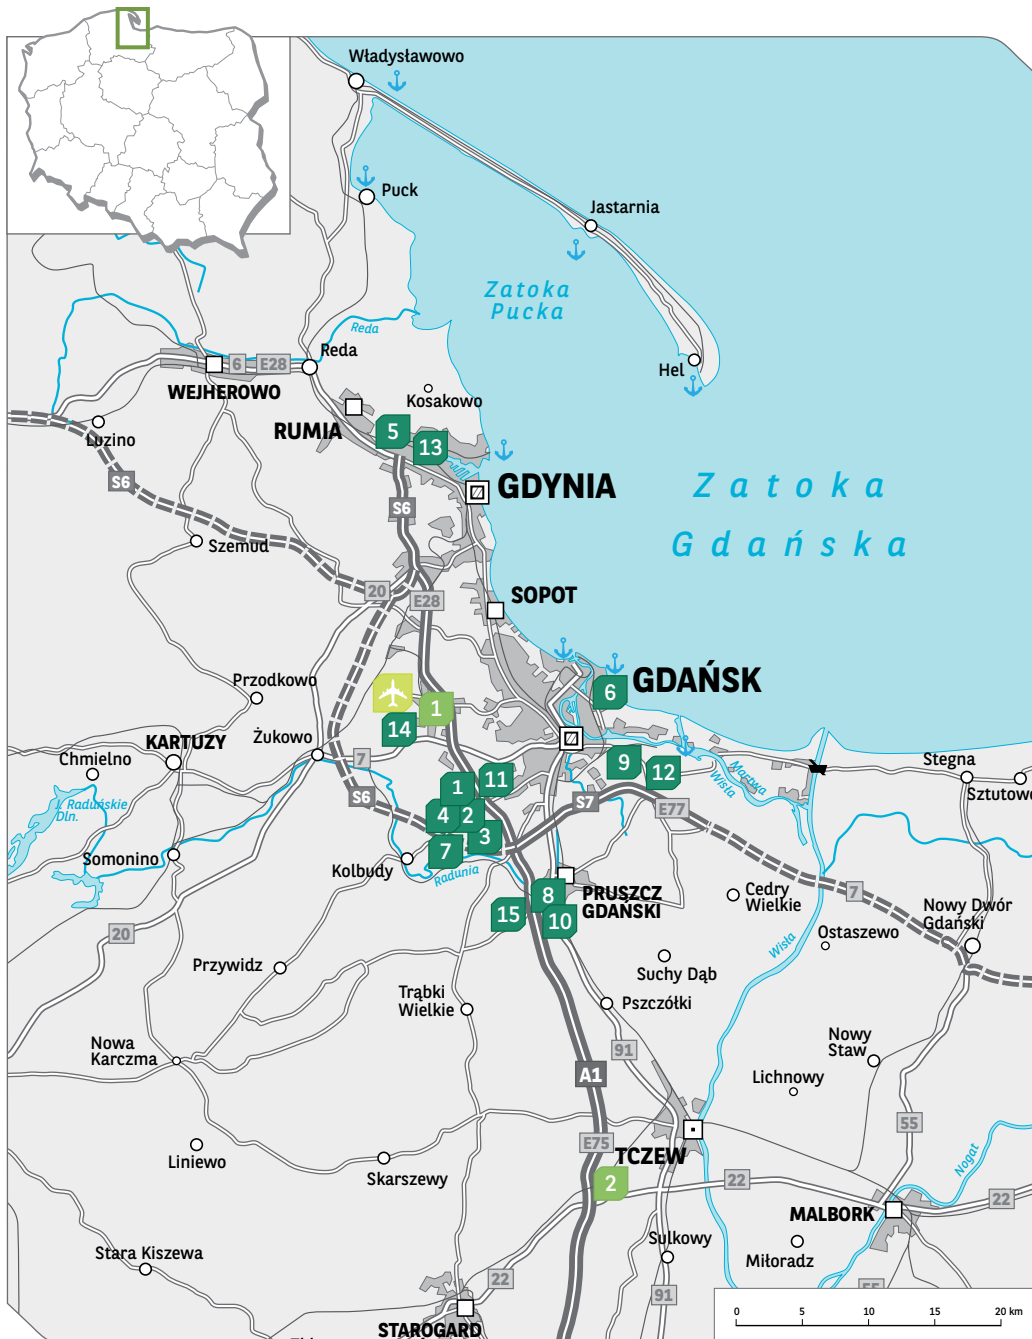 Władysławowo
Puck
Jastarnia
Zatoka
Pucka
Reda
Reda
6
E28
WEJHEROWO
Hel
Kosakowo
RUMIA
5
13
Luzino
S6
GDYNIA
S6
Zatoka
Gdańska
Szemud
20
E28
SOPOT
GDAŃSK
6
Przodkowo
1
14
KARTUZY
Żukowo
7
Chmielno
9
12
Martwa
Wisła
Stegna
Sztutowo
J. Raduńskie
Dln.
S6
1
11
S7
E77
4
2
3
7
Somonino
Kolbudy
Radunia
8
PRUSZCZ
GDAŃSKI
15
10
Cedry
Wielkie
7
Nowy Dwór
Gdański
20
Wisła
Ostaszewo
Przywidz
Suchy Dąb
Trąbki
Wielkie
Pszczółki
Nowa
Karczma
91
Nowy
Staw
A1
Lichnowy
55
E75
Liniewo
TCZEW
Skarszewy
2
22
Nogat
22
MALBORK
Sulkowy
Miłoradz
Stara Kiszewa
22
91
55
STAROGARD
0
5
10
15
20 km